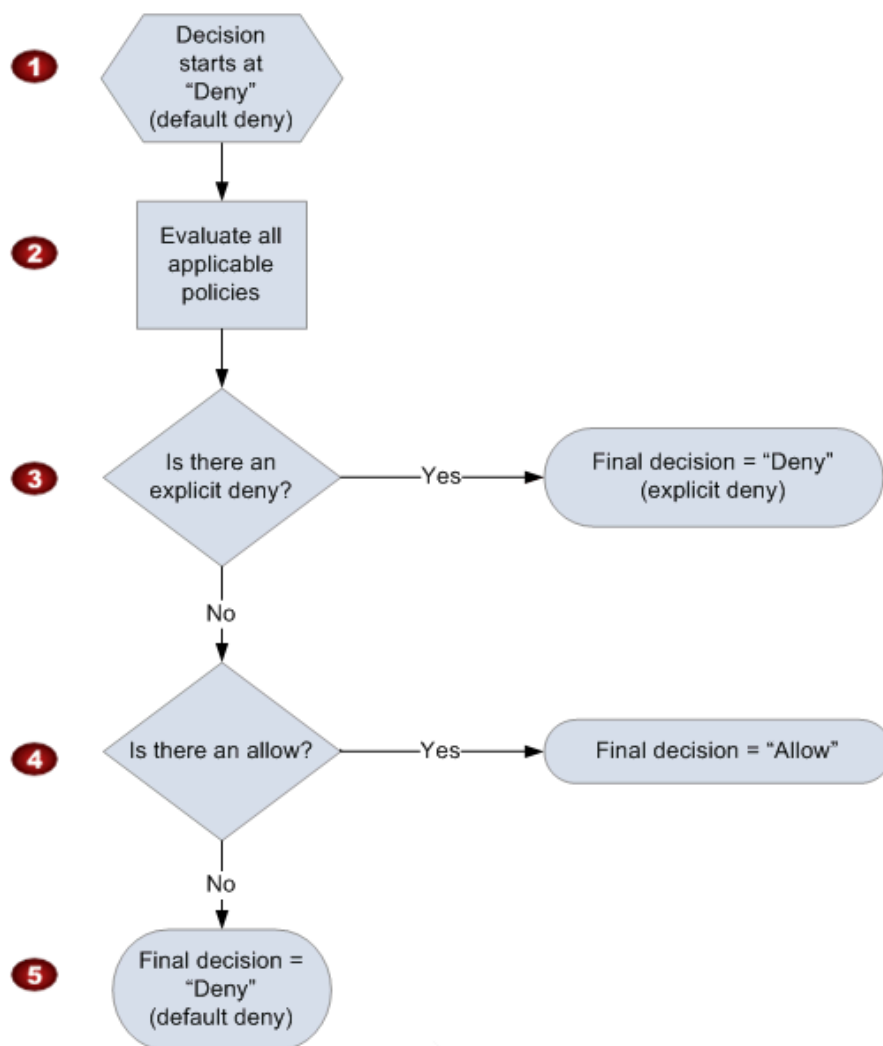 1
Decision
starts at
“Deny”
(default deny)
2
Evaluate all
applicable
policies
3
Is there an
explicit deny?
Yes
Final decision = “Deny”
(explicit deny)
No
4
Is there an allow?
Yes
Final decision = “Allow”
No
5
Final decision =
“Deny”
(default deny)